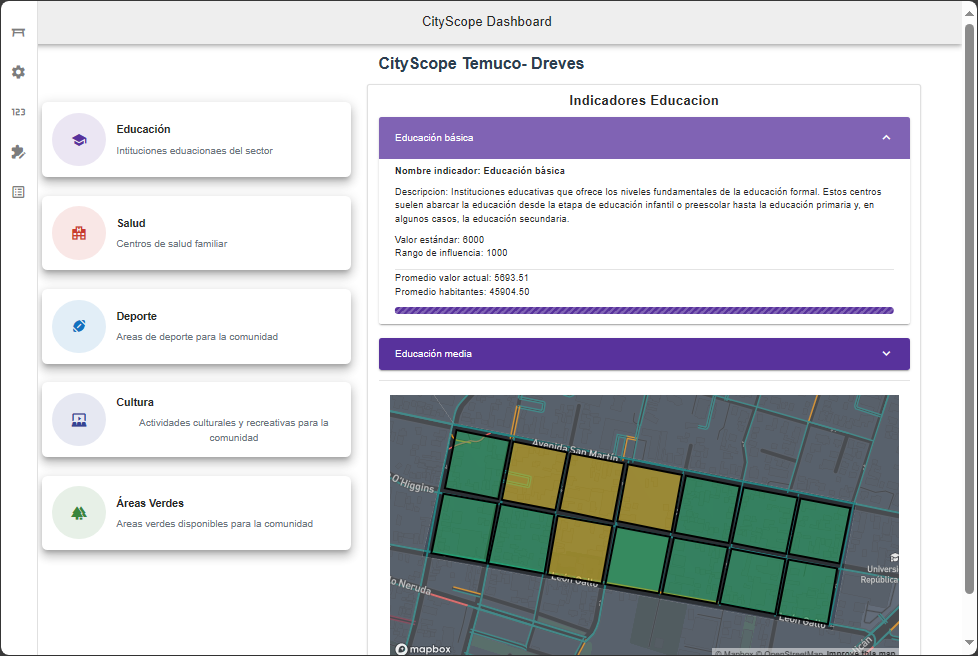 CityScope Dashboard
CityScope Temuco- Dreves
123
Educación
Intituciones eduacionaes del sector
Salud
Centros de salud familiar
Deporte
Areas de deporte para la comunidad
Cultura
Actividades culturales y recreativas para la
comunidad
Áreas Verdes
Areas verdes disponibles para la comunidad
Indicadores Educacion
Educación bàsica
Nombre indicador: Educación bàsica
Descripcion: Instituciones educativas que ofrece los niveles fundamentales de la educación formal. Estos centros
suelen abarcar la educación desde la etapa de educación infantil o preescolar hasta la educación primaria y, en
algunos casos, la educación secundaria.
Valor estándar: 6000
Rango de influencia: 1000
Promedio valor actual: 5693.51
Promedio habitantes: 45904.50
Educación media
Avenida San Martín
O'Higgins
lo Neruda
León Gallo
León Gallo
Universi
República
mapbox
© Mapbox © OpenStreetMap Improve this map